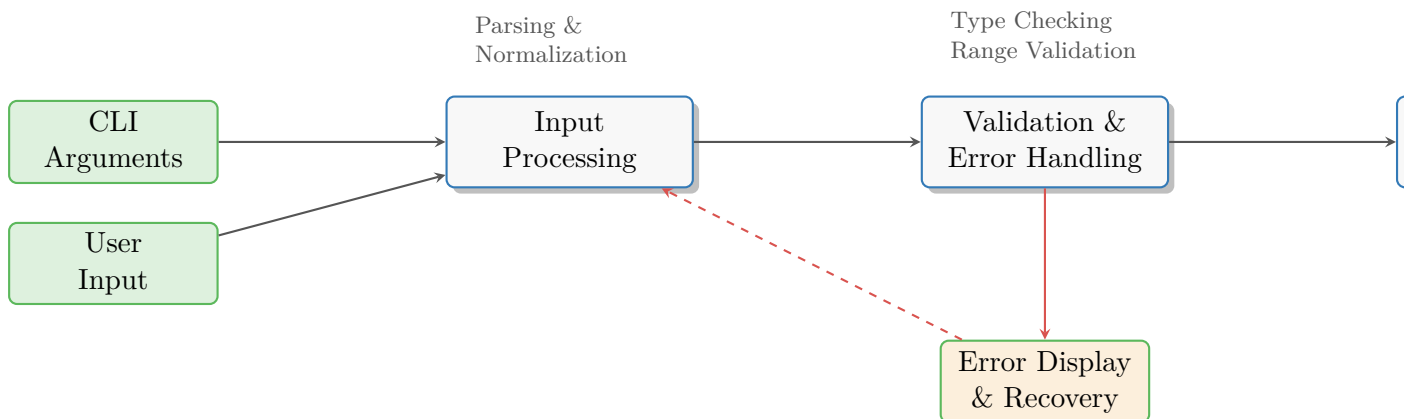 Parsing &
Normalization
Type Checking
Range Validation
CLI
Arguments
Input
Processing
Validation &
Error Handling
User
Input
Error Display
& Recovery